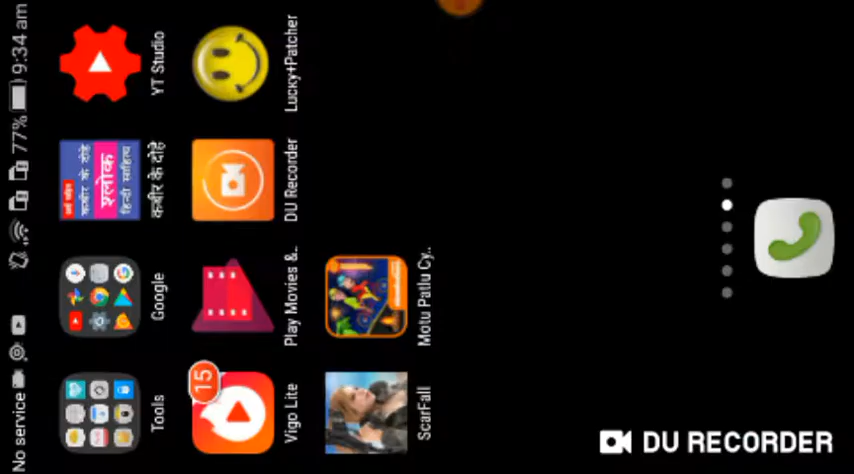 No service 77% 9:34 am
Tools
Google
कबीर के दोहे
YT Studio
Vigo Lite
Play Movies &..
DU Recorder
Lucky+Patcher
ScarFall
Motu Patlu Cy..
15
कबीर के दोहे
श्लोक
हिन्दी साहित्य
DU RECORDER